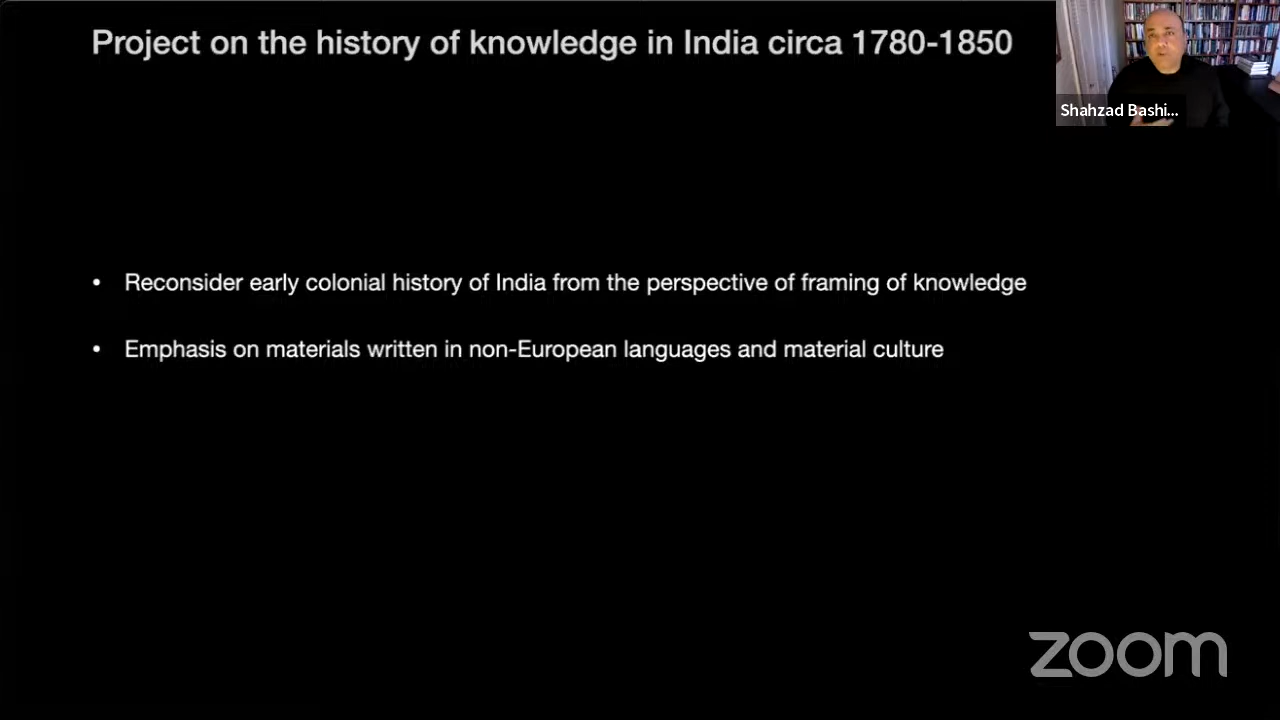 Project on the history of knowledge in India circa 1780-1850
Shahzad Bashi...
• Reconsider early colonial history of India from the perspective of framing of knowledge
• Emphasis on materials written in non-European languages and material culture
zoom